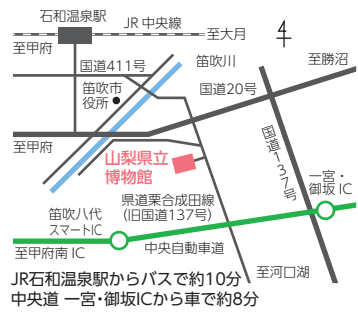 石和温泉駅
JR 中央線
至大月
至甲府
国道411号
笛吹川
国道20号
至勝沼
笛吹市
役所
至甲府
国道137号
山梨県立
博物館
一宮・
御坂 IC
県道栗合成田線
(旧国道137号)
笛吹八代
スマートIC
中央自動車道
至甲府南 IC
至河口湖
JR石和温泉駅からバスで約10分
中央道 一宮・御坂ICから車で約8分